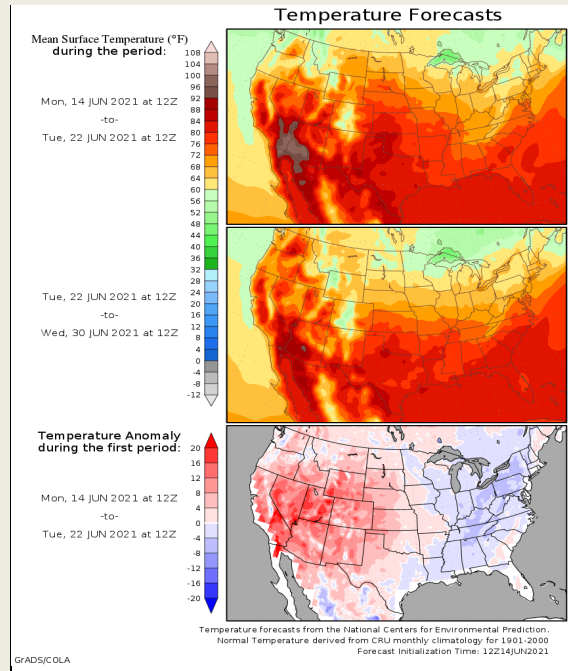 Temperature Forecasts
Mean Surface Temperature (°F)
during the period:
Mon, 14 JUN 2021 at 12Z
-to-
Tue, 22 JUN 2021 at 12Z
108
104
100
96
92
88
84
80
76
72
68
64
60
56
52
48
44
40
36
32
28
24
20
16
12
8
4
0
-4
-8
-12
Tue, 22 JUN 2021 at 12Z
-to-
Wed, 30 JUN 2021 at 12Z
Temperature Anomaly
during the first period:
Mon, 14 JUN 2021 at 12Z
-to-
Tue, 22 JUN 2021 at 12Z
20
16
12
8
4
0
-4
-8
-12
-16
-20
Temperature forecasts from the National Centers for Environmental Prediction.
Normal Temperature derived from CRU monthly climatology for 1901-2000
Forecast Initialization Time: 12Z14JUN2021
GrADS/COLA